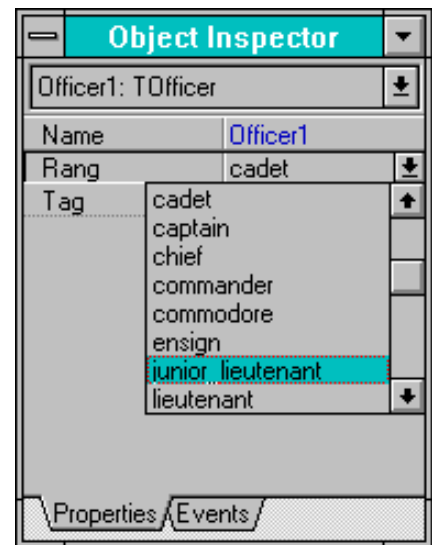 Object Inspector
Officer1: TOfficer
Name Officer1
Rang cadet
Tag
cadet
captain
chief
commander
commodore
ensign
junior_lieutenant
lieutenant
Properties Events